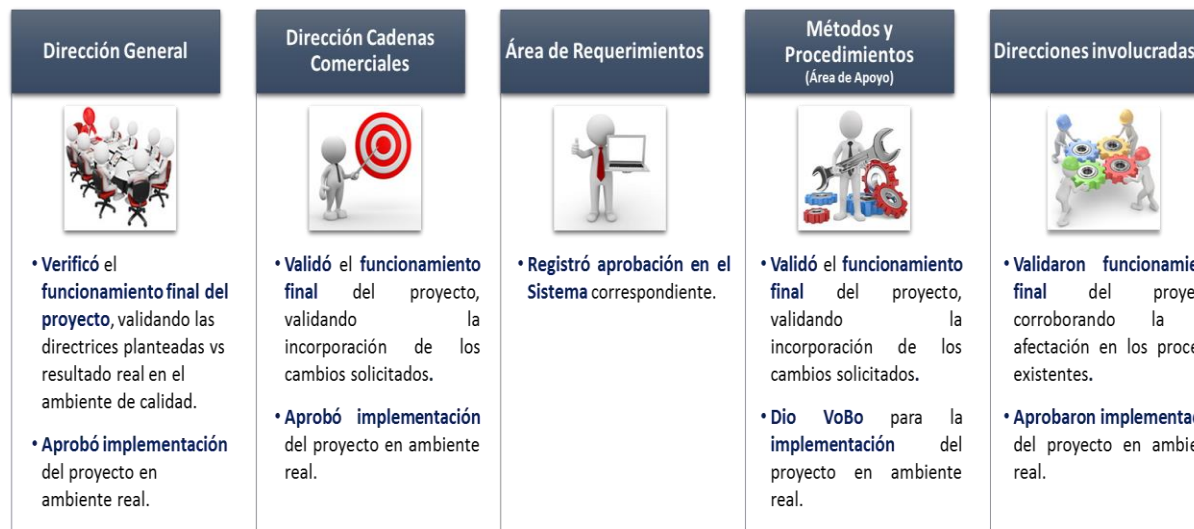 Dirección General
• Verificó el
funcionamiento final del
proyecto, validando las
directrices planteadas vs
resultado real en el
ambiente de calidad.
• Aprobó implementación
del proyecto en
ambiente real.
Dirección Cadenas
Comerciales
• Validó el funcionamiento
final del proyecto,
validando la
incorporación de los
cambios solicitados.
• Aprobó implementación
del proyecto en ambiente
real.
Área de Requerimientos
• Registró aprobación en el
Sistema correspondiente.
Métodos y
Procedimientos
(Área de Apoyo)
• Validó el funcionamiento
final del proyecto,
validando la
incorporación de los
cambios solicitados.
• Dio VoBo para la
implementación del
proyecto en ambiente
real.
Direcciones involucradas
• Validaron
final del
corroborando la
afectación en los
existentes.
• Aprobaron
del proyecto en
real.